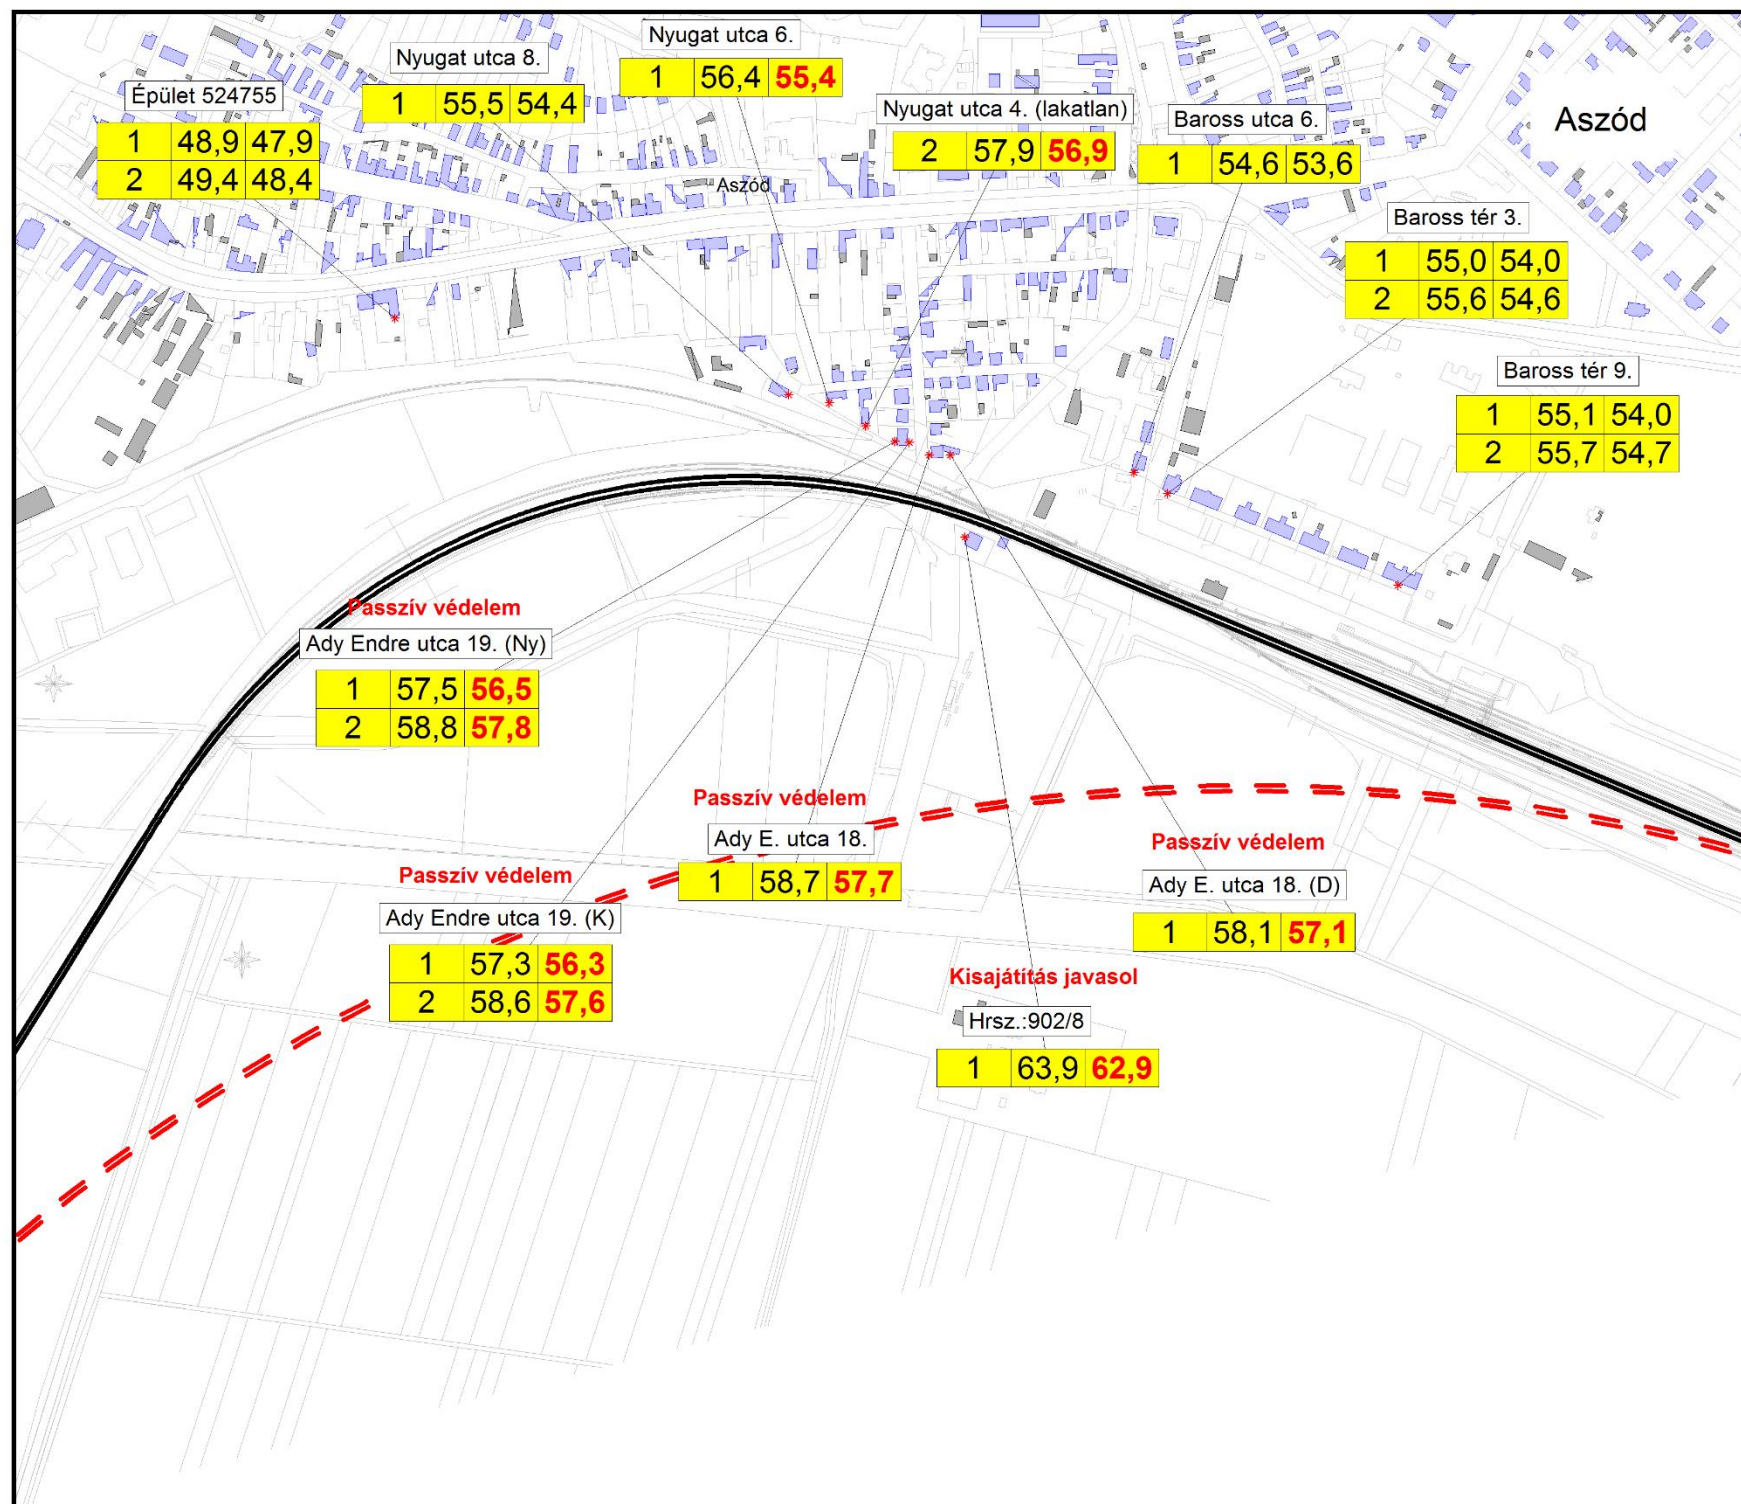 Nyugat utca 6.
1 56,4 55,4
Nyugat utca 8.
1 55,5 54,4
Épület 524755
1 48,9 47,9
2 49,4 48,4
Nyugat utca 4. (lakatlan)
2 57,9 56,9
Baross utca 6.
1 54,6 53,6
Aszód
Aszód
Baross tér 3.
1 55,0 54,0
2 55,6 54,6
Baross tér 9.
1 55,1 54,0
2 55,7 54,7
Passzív védelem
Ady Endre utca 19. (Ny)
1 57,5 56,5
2 58,8 57,8
Passzív védelem
Ady E. utca 18.
1 58,7 57,7
Passzív védelem
Ady E. utca 18. (D)
1 58,1 57,1
Passzív védelem
Ady Endre utca 19. (K)
1 57,3 56,3
2 58,6 57,6
Kisajátítás javasol
Hrsz.:902/8
1 63,9 62,9